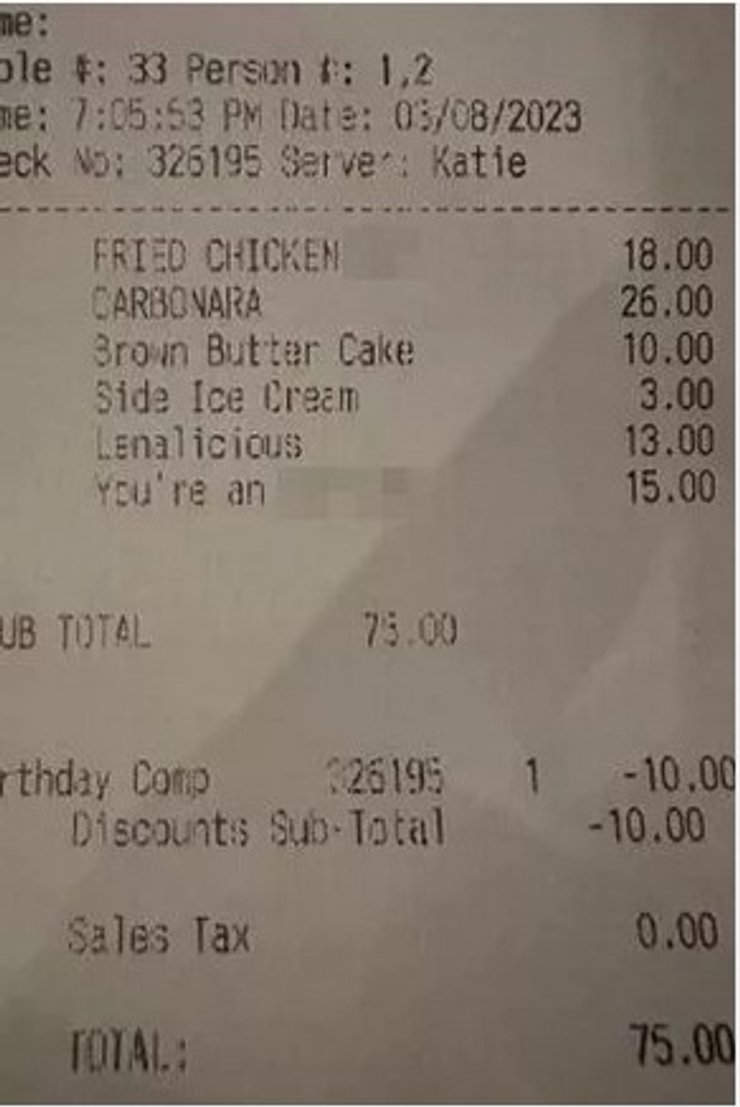 me:
ble #: 33 Person #: 1,2
me: 7:05:53 PM Date: 03/08/2023
eck No: 326195 Server: Katie
FRIED CHICKEN 18.00
CARBONARA 26.00
Brown Butter Cake 10.00
Side Ice Cream 3.00
Lenalicious 13.00
You're an 15.00
UB TOTAL 75.00
rthday Comp 326195 1 -10.00
Discounts Sub-Total -10.00
Sales Tax 0.00
TOTAL: 75.00